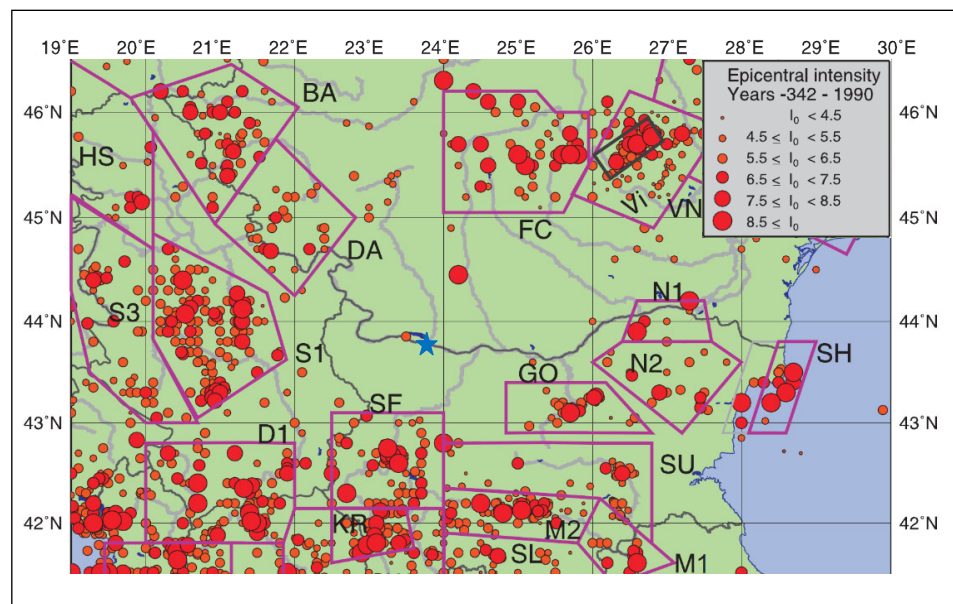 19˚E 20˚E 21˚E 22˚E 23˚E 24˚E 25˚E 26˚E 27˚E 28˚E 29˚E 30˚E
Epicentral intensity
Years -342 - 1990
I₀ < 4.5
4.5 ≤ I₀ < 5.5
5.5 ≤ I₀ < 6.5
6.5 ≤ I₀ < 7.5
7.5 ≤ I₀ < 8.5
8.5 ≤ I₀
46˚N 46˚N
BA
HS
Vi
VN
45˚N 45˚N
FC
DA
N1
S3
44˚N 44˚N
S1
SH
N2
GO
SF
43˚N 43˚N
D1
SU
42˚N 42˚N
KR
M2
SL
M1